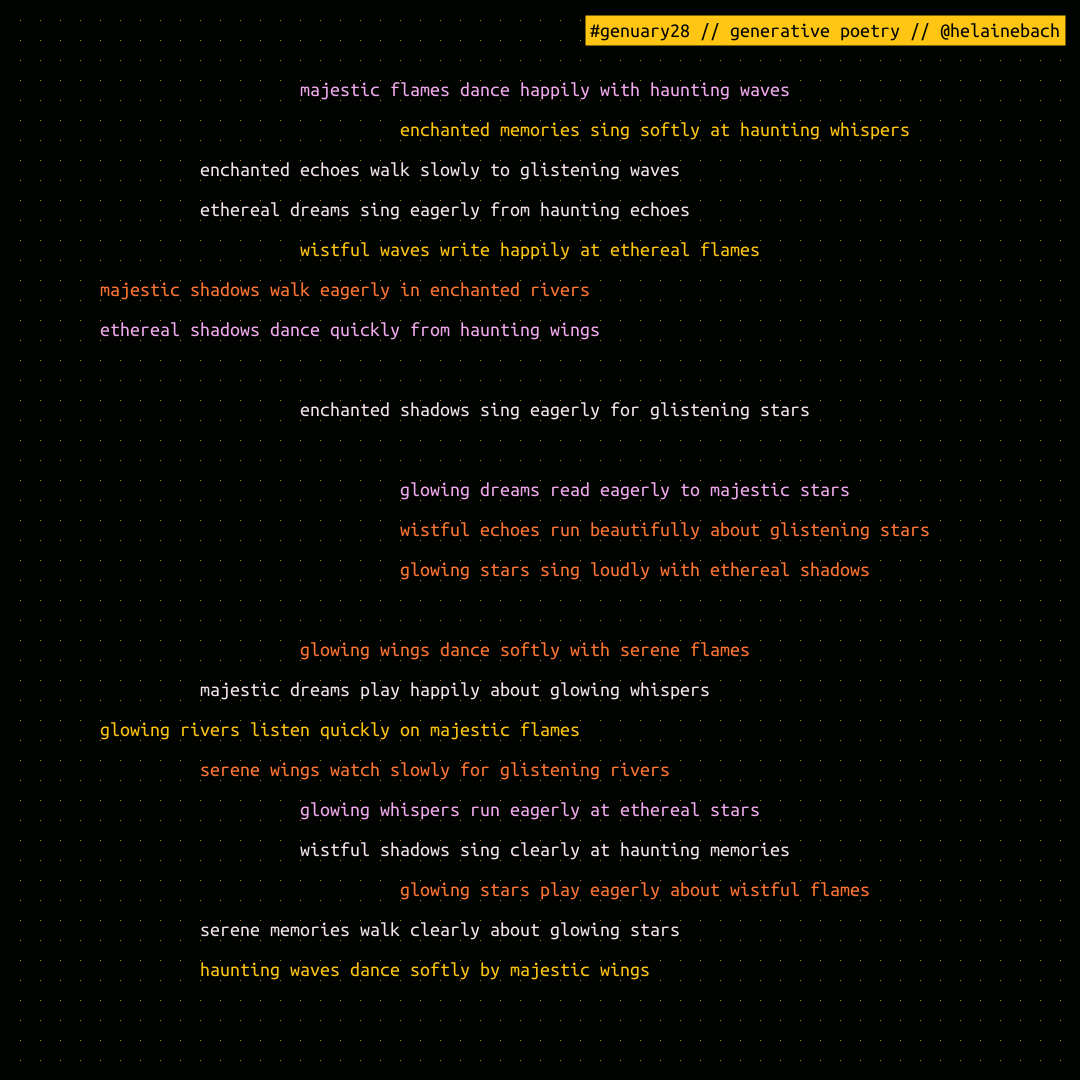 #genuary28 // generative poetry // @helainebach
majestic flames dance happily with haunting waves
enchanted memories sing softly at haunting whispers
enchanted echoes walk slowly to glistening waves
ethereal dreams sing eagerly from haunting echoes
wistful waves write happily at ethereal flames
majestic shadows walk eagerly in enchanted rivers
ethereal shadows dance quickly from haunting wings
enchanted shadows sing eagerly for glistening stars
glowing dreams read eagerly to majestic stars
wistful echoes run beautifully about glistening stars
glowing stars sing loudly with ethereal shadows
glowing wings dance softly with serene flames
majestic dreams play happily about glowing whispers
glowing rivers listen quickly on majestic flames
serene wings watch slowly for glistening rivers
glowing whispers run eagerly at ethereal stars
wistful shadows sing clearly at haunting memories
glowing stars play eagerly about wistful flames
serene memories walk clearly about glowing stars
haunting waves dance softly by majestic wings